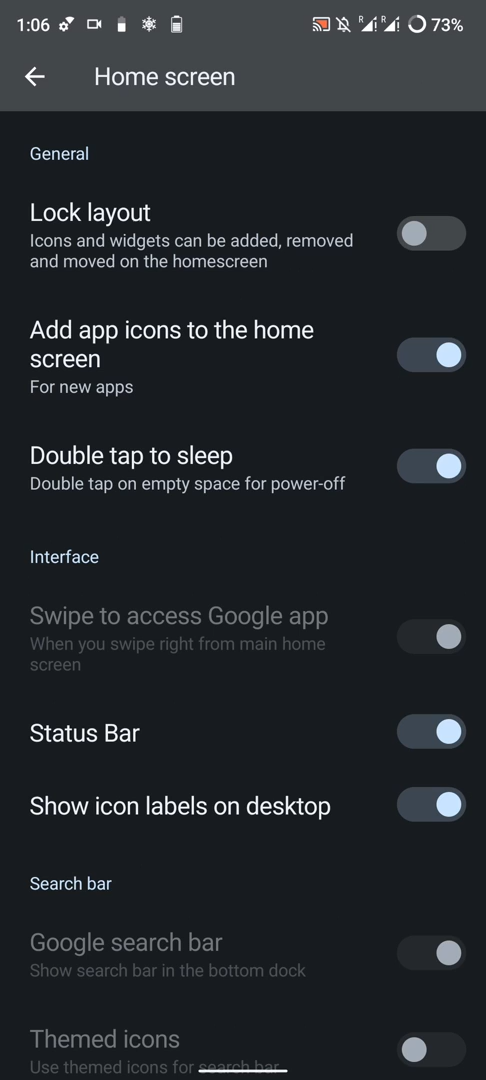 1:06
R R 73%
Home screen
General
Lock layout
Icons and widgets can be added, removed
and moved on the homescreen
Add app icons to the home
screen
For new apps
Double tap to sleep
Double tap on empty space for power-off
Interface
Swipe to access Google app
When you swipe right from main home
screen
Status Bar
Show icon labels on desktop
Search bar
Google search bar
Show search bar in the bottom dock
Themed icons
Use themed icons for search bar